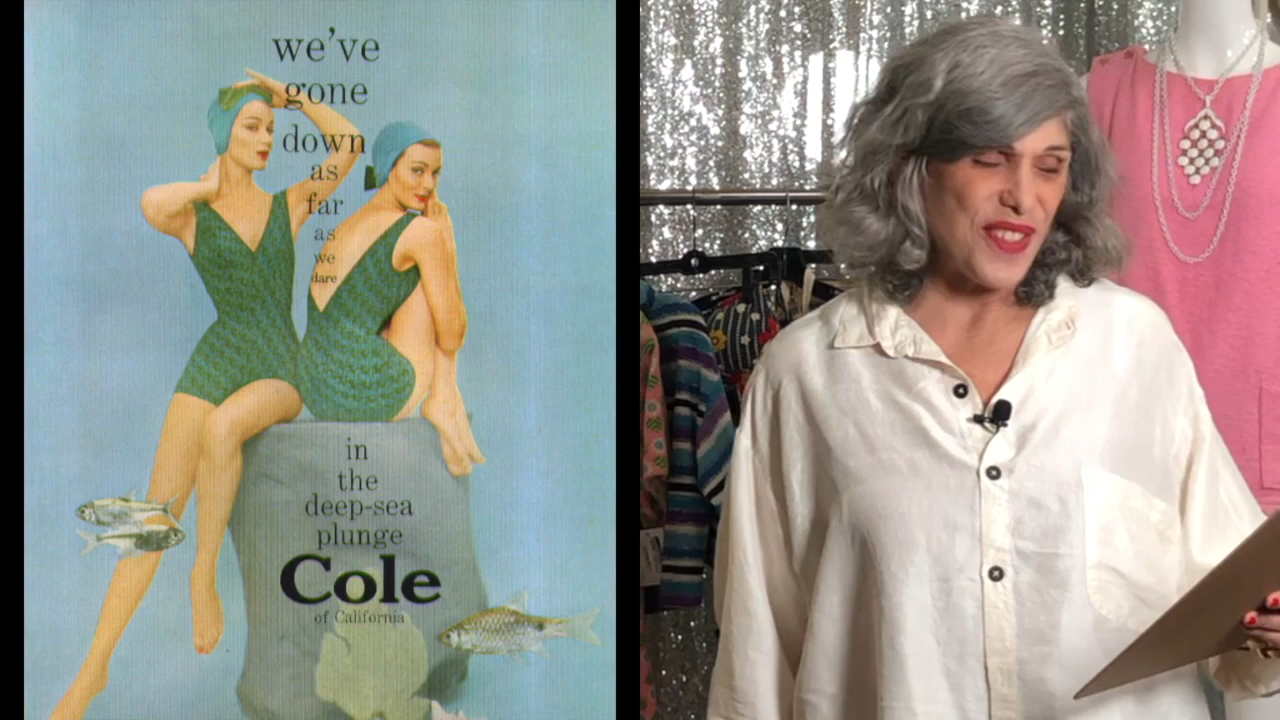 we've
gone
down
as
far
as
we
dare
in
the
deep-sea
plunge
Cole
of California